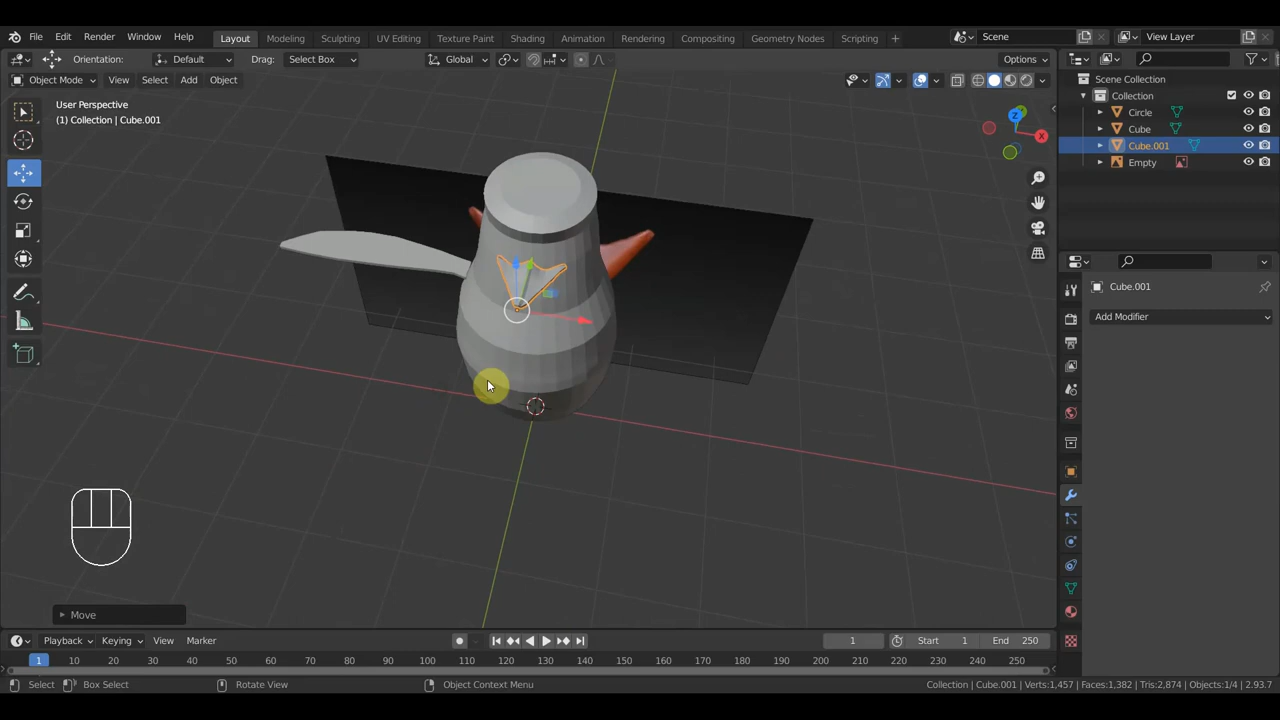 File Edit Render Window Help Layout Modeling Sculpting UV Editing Texture Paint Shading Animation Rendering Compositing Geometry Nodes Scripting + Scene View Layer
Orientation: Default Drag: Select Box Global Options
Object Mode View Select Add Object
User Perspective
(1) Collection | Cube.001
Z
Y
X
Scene Collection
Collection
Circle
Cube
Cube.001
Empty
Cube.001
Add Modifier
Move
Playback Keying View Marker 1 Start 1 End 250
1 10 20 30 40 50 60 70 80 90 100 110 120 130 140 150 160 170 180 190 200 210 220 230 240 250
Select Box Select Rotate View Object Context Menu Collection | Cube.001 | Verts:1,457 | Faces:1,382 | Tris:2,874 | Objects:1/4 | 2.93.7